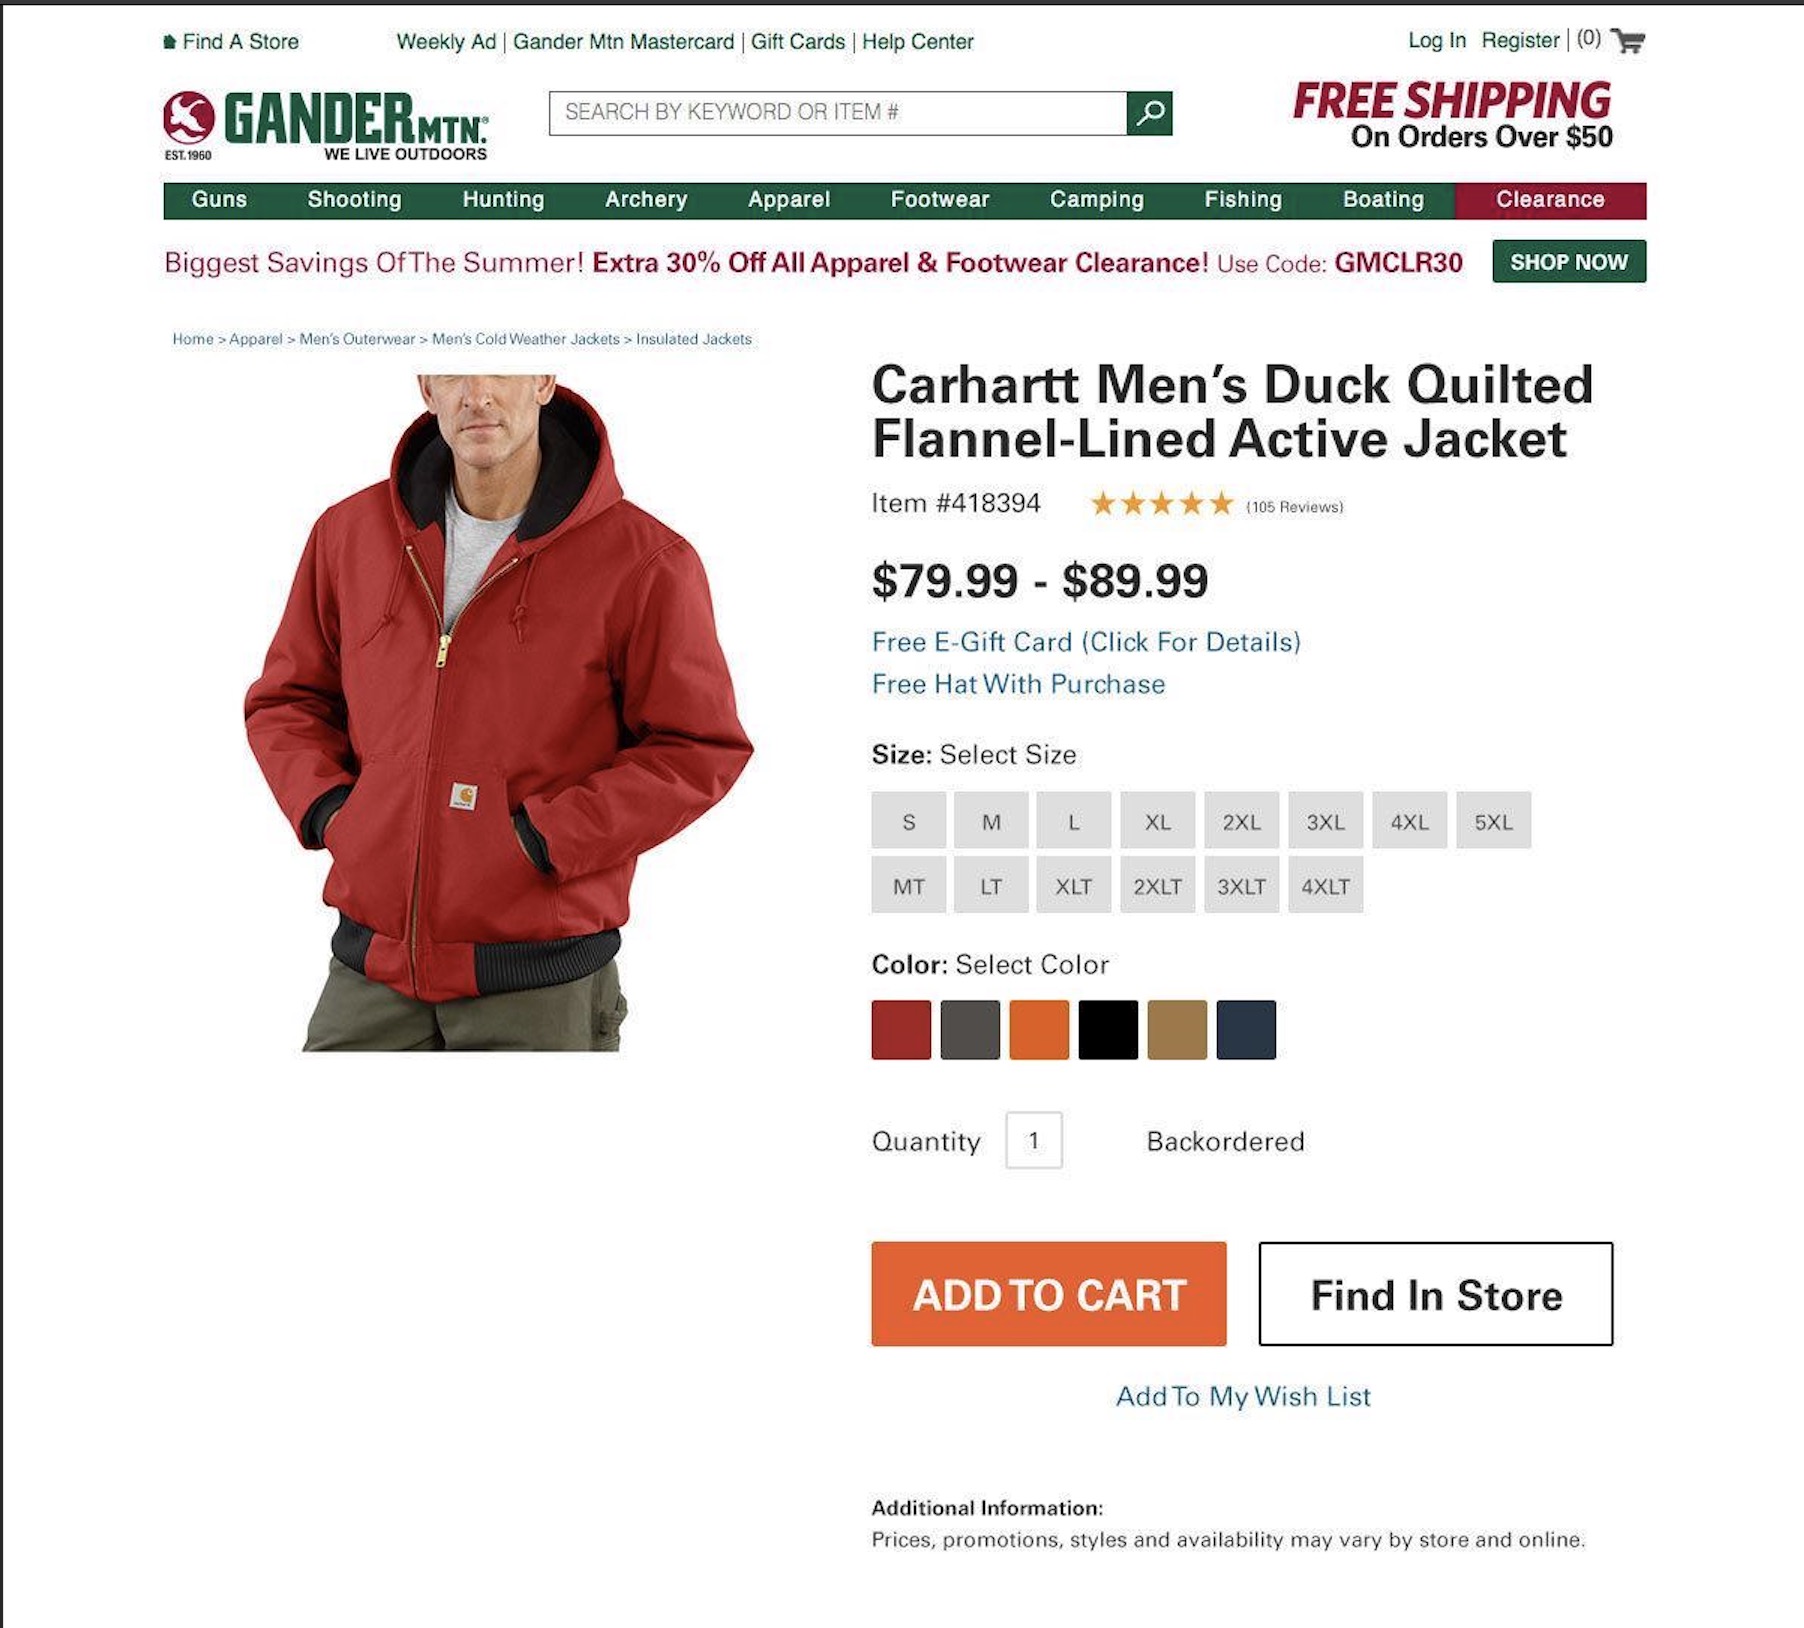 Find A Store
Weekly Ad | Gander Mtn Mastercard | Gift Cards | Help Center
Log In Register | (0)
GANDER MTN.®
EST. 1960
WE LIVE OUTDOORS
SEARCH BY KEYWORD OR ITEM #
FREE SHIPPING
On Orders Over $50
Guns Shooting Hunting Archery Apparel Footwear Camping Fishing Boating Clearance
Biggest Savings Of The Summer! Extra 30% Off All Apparel & Footwear Clearance! Use Code: GMCLR30 SHOP NOW
Home > Apparel > Men's Outerwear > Men's Cold Weather Jackets > Insulated Jackets
Carhartt Men's Duck Quilted
Flannel-Lined Active Jacket
Item #418394 (105 Reviews)
$79.99 - $89.99
Free E-Gift Card (Click For Details)
Free Hat With Purchase
Size: Select Size
S M L XL 2XL 3XL 4XL 5XL
MT LT XLT 2XLT 3XLT 4XLT
Color: Select Color
Quantity 1 Backordered
ADD TO CART Find In Store
Add To My Wish List
Additional Information:
Prices, promotions, styles and availability may vary by store and online.